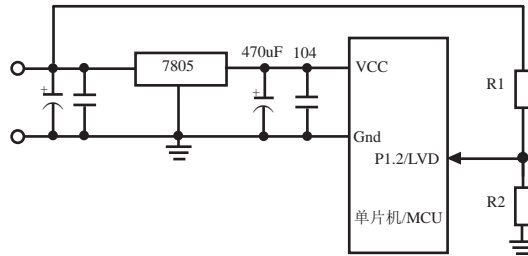 7805
470uF 104
VCC
R1
+
+
Gnd
P1.2/LVD
R2
单片机/MCU